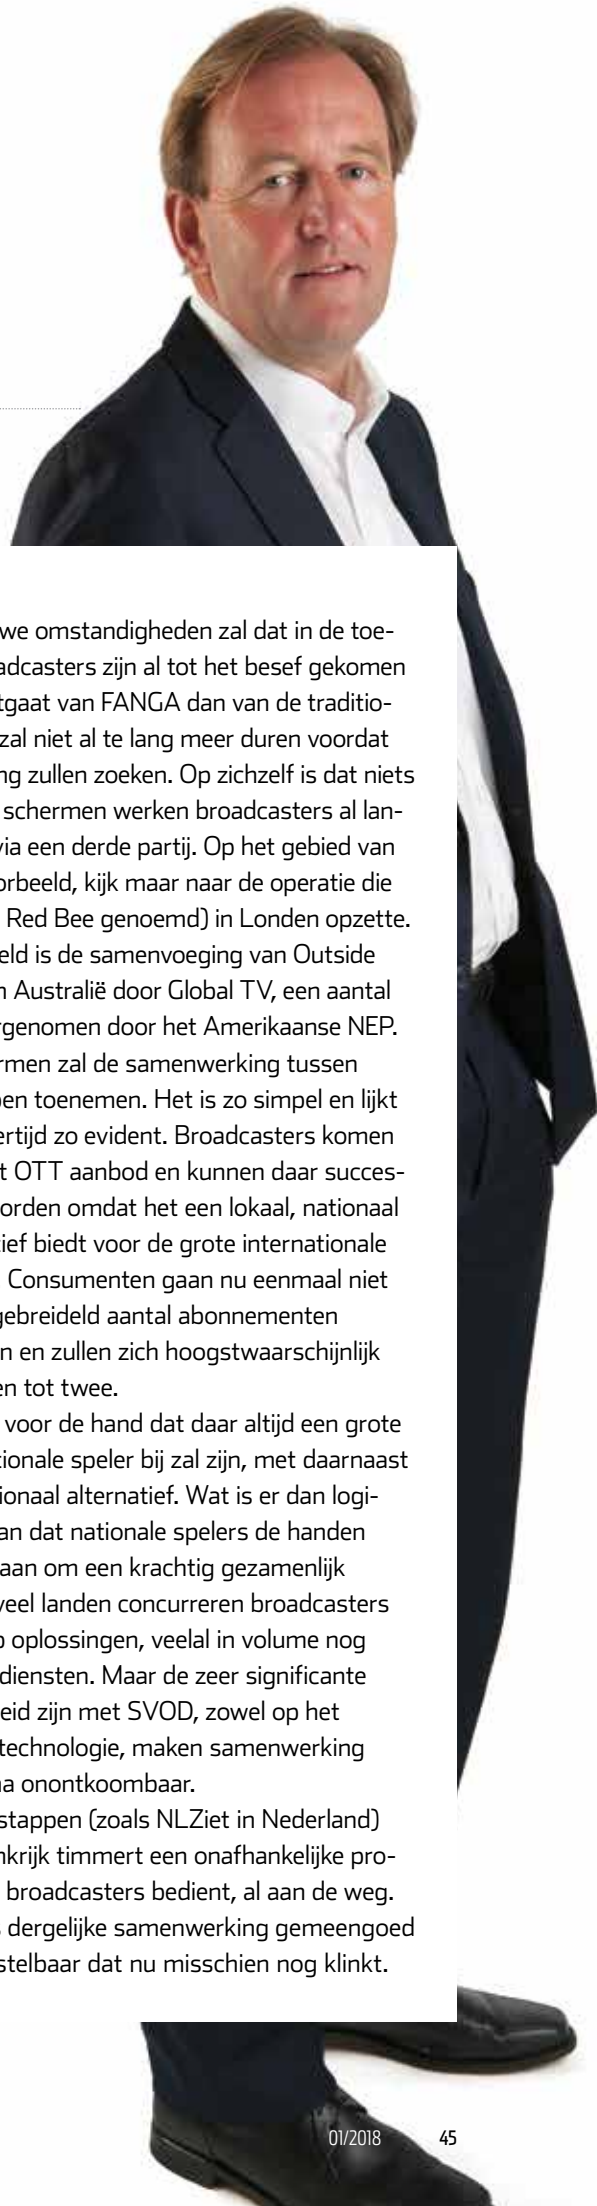 we omstandigheden zal dat in de toe-
adcasters zijn al tot het besef gekomen
tgaat van FANGA dan van de traditio-
zal niet al te lang meer duren voordat
ng zullen zoeken. Op zichzelf is dat niets
schermen werken broadcasters al lan-
via een derde partij. Op het gebied van
orbeeld, kijk maar naar de operatie die
Red Bee genoemd) in Londen opzette.
eld is de samenvoeging van Outside
n Australië door Global TV, een aantal
rgenomen door het Amerikaanse NEP.
rmen zal de samenwerking tussen
en toenemen. Het is zo simpel en lijkt
ertijd zo evident. Broadcasters komen
t OTT aanbod en kunnen daar succes-
orden omdat het een lokaal, nationaal
ief biedt voor de grote internationale
Consumenten gaan nu eenmaal niet
gebreideld aantal abonnementen
n en zullen zich hoogstwaarschijnlijk
en tot twee.
voor de hand dat daar altijd een grote
tionale speler bij zal zijn, met daarnaast
ionaal alternatief. Wat is er dan logi-
an dat nationale spelers de handen
aan om een krachtig gezamenlijk
veel landen concurreren broadcasters
p oplossingen, veelal in volume nog
diensten. Maar de zeer significante
eid zijn met SVOD, zowel op het
technologie, maken samenwerking
na onontkoombaar.
stappen (zoals NLZiet in Nederland)
nkrijk timmert een onafhankelijke pro-
broadcasters bedient, al aan de weg.
s dergelijke samenwerking gemeengoed
stelbaar dat nu misschien nog klinkt.
01/2018 45